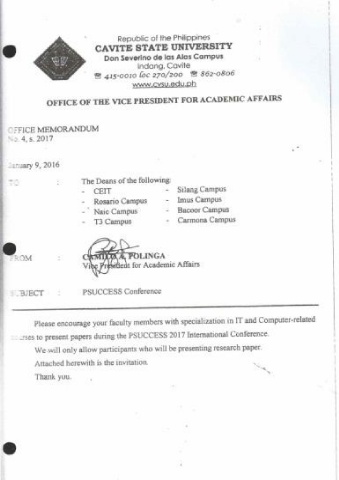 Republic of the Philippines
CAVITE STATE UNIVERSITY
Don Severino de las Alas Campus
Indang, Cavite
☎ 415-0010 loc 270/200 ☎ 862-0806
www.cvsu.edu.ph
OFFICE OF THE VICE PRESIDENT FOR ACADEMIC AFFAIRS
OFFICE MEMORANDUM
No. 4, s. 2017
January 9, 2016
TO : The Deans of the following:
- CEIT - Silang Campus
- Rosario Campus - Imus Campus
- Naic Campus - Bacoor Campus
- T3 Campus - Carmona Campus
FROM : CAMILO A. POLINGA
Vice President for Academic Affairs
SUBJECT : PSUCCESS Conference
Please encourage your faculty members with specialization in IT and Computer-related
courses to present papers during the PSUCCESS 2017 International Conference.
We will only allow participants who will be presenting research paper.
Attached herewith is the invitation.
Thank you.